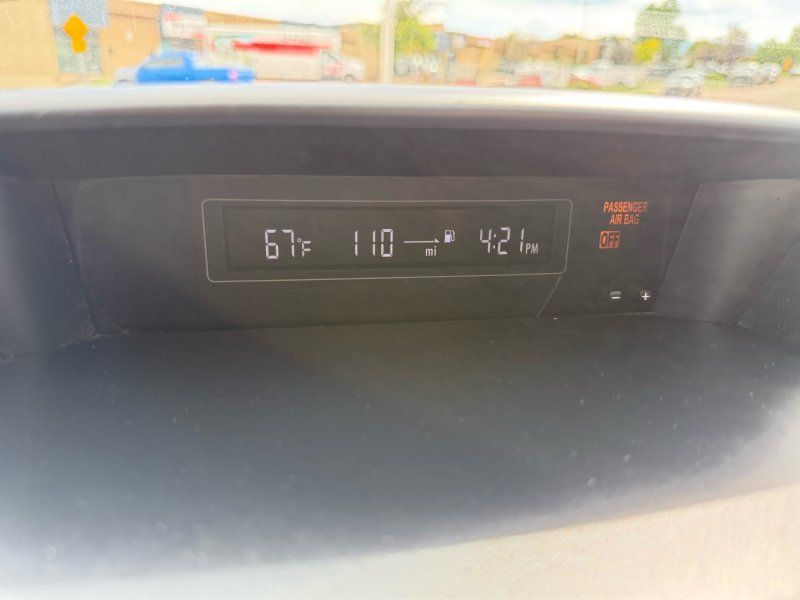 67°F 110 mi 4:21 PM
PASSENGER
AIR BAG
OFF
- +